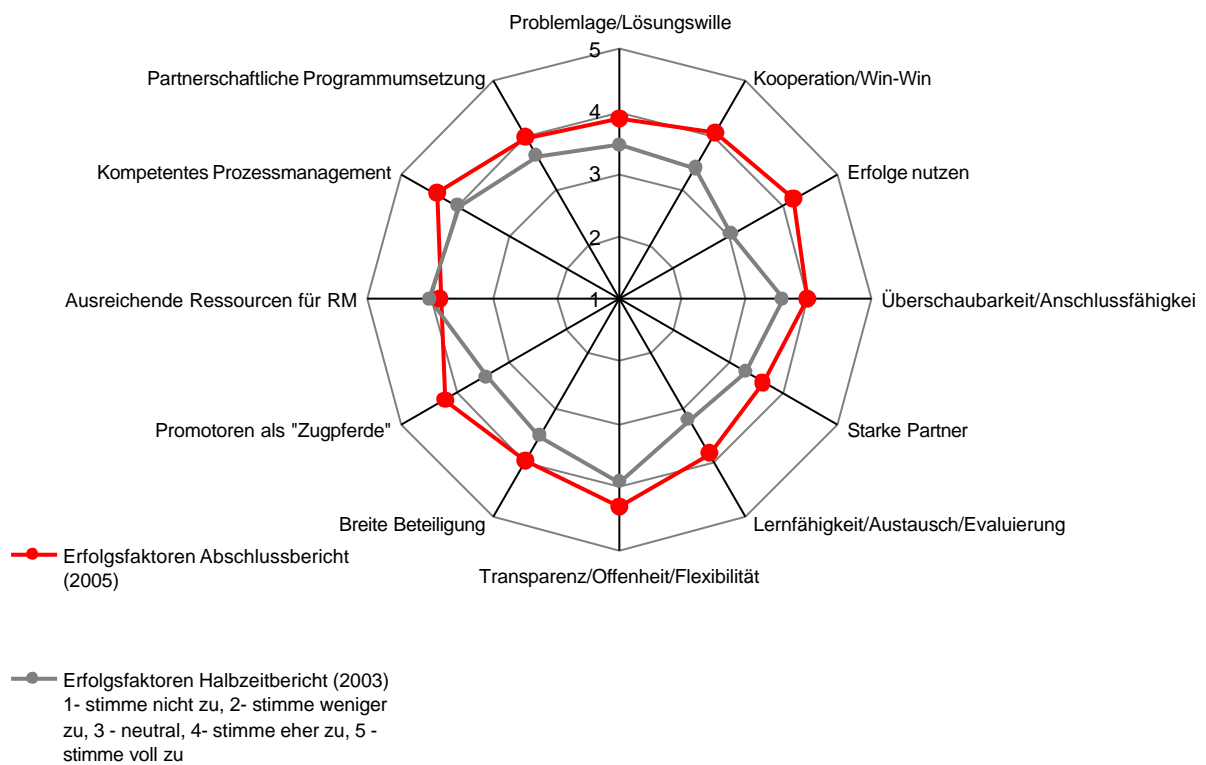 Problemlage/Lösungswille
5
Partnerschaftliche Programmumsetzung
Kooperation/Win-Win
4
Kompetentes Prozessmanagement
3
Erfolge nutzen
2
Ausreichende Ressourcen für RM
1
Überschaubarkeit/Anschlussfähigkei
Promotoren als "Zugpferde"
Starke Partner
Breite Beteiligung
Lernfähigkeit/Austausch/Evaluierung
Transparenz/Offenheit/Flexibilität
Erfolgsfaktoren Abschlussbericht
(2005)
Erfolgsfaktoren Halbzeitbericht (2003)
1- stimme nicht zu, 2- stimme weniger
zu, 3 - neutral, 4- stimme eher zu, 5 -
stimme voll zu